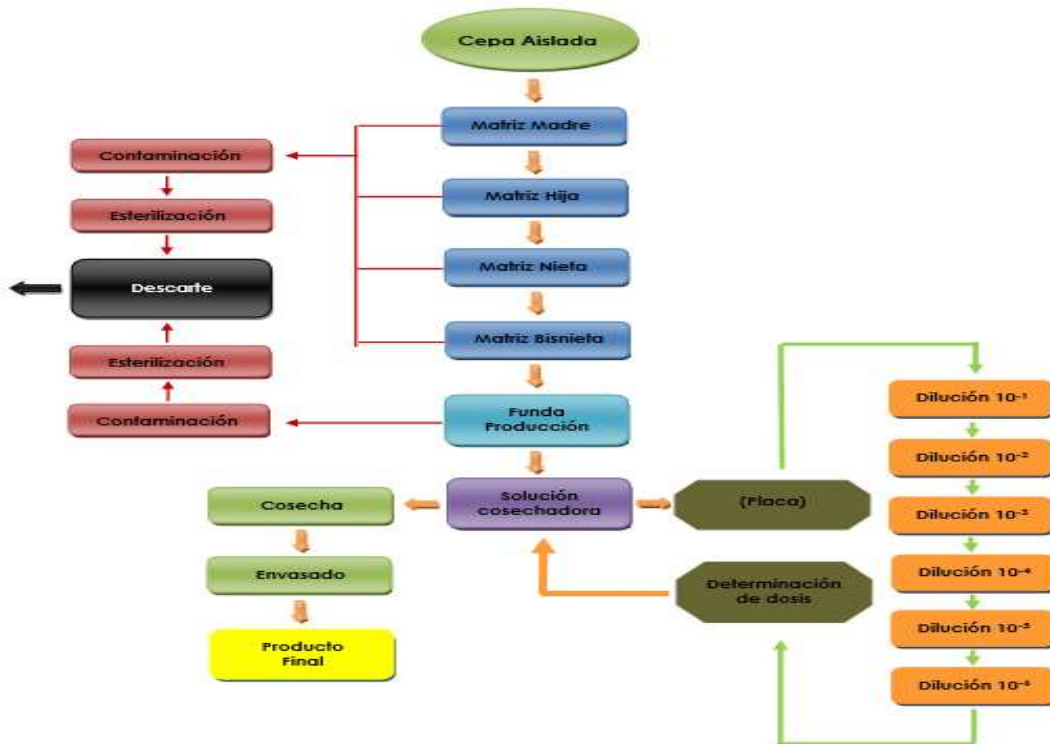 Cepa Aislada
Matriz Madre
Contaminación
Matriz Hija
Esterilización
Matriz Nieta
Descarte
Matriz Bisnieta
Esterilización
Contaminación
Funda
Producción
Solución
cosechadora
Cosecha
Envasado
Producto
Final
(Placa)
Determinación
de dosis
Dilución 10-1
Dilución 10-2
Dilución 10-3
Dilución 10-4
Dilución 10-5
Dilución 10-6